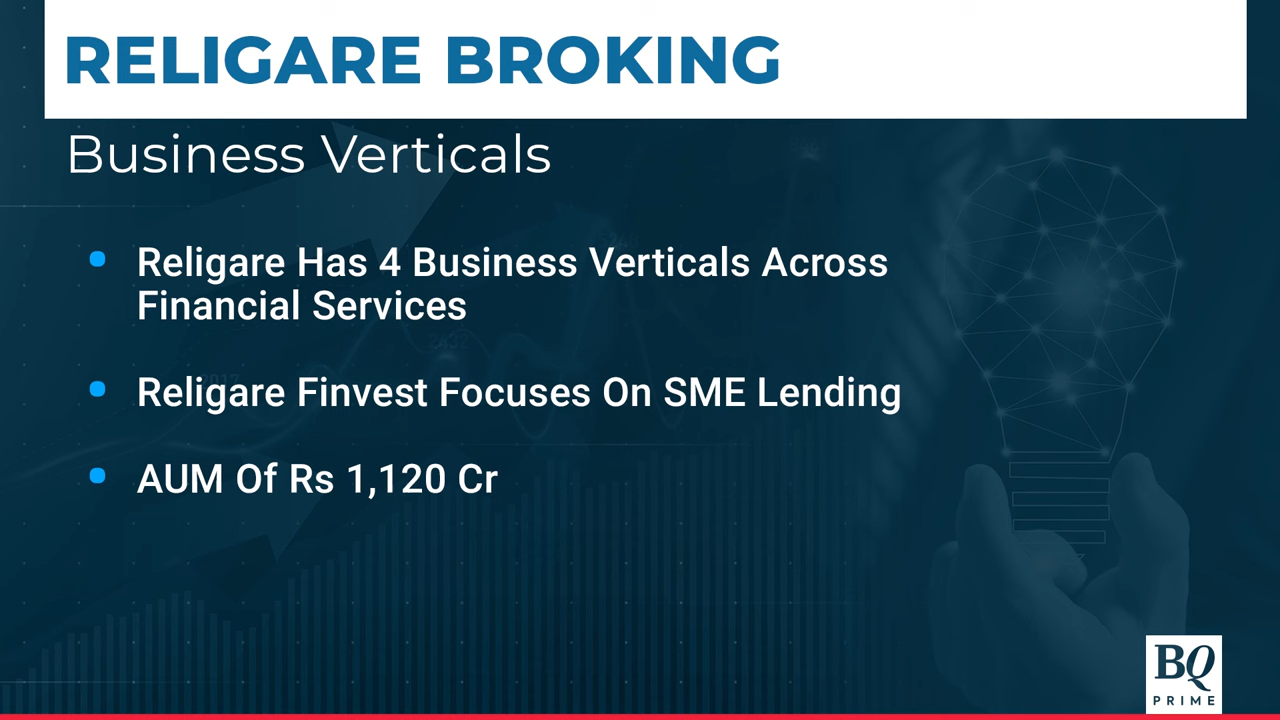 RELIGARE BROKING
Business Verticals
Religare Has 4 Business Verticals Across
Financial Services
Religare Finvest Focuses On SME Lending
AUM Of Rs 1,120 Cr
BQ
PRIME